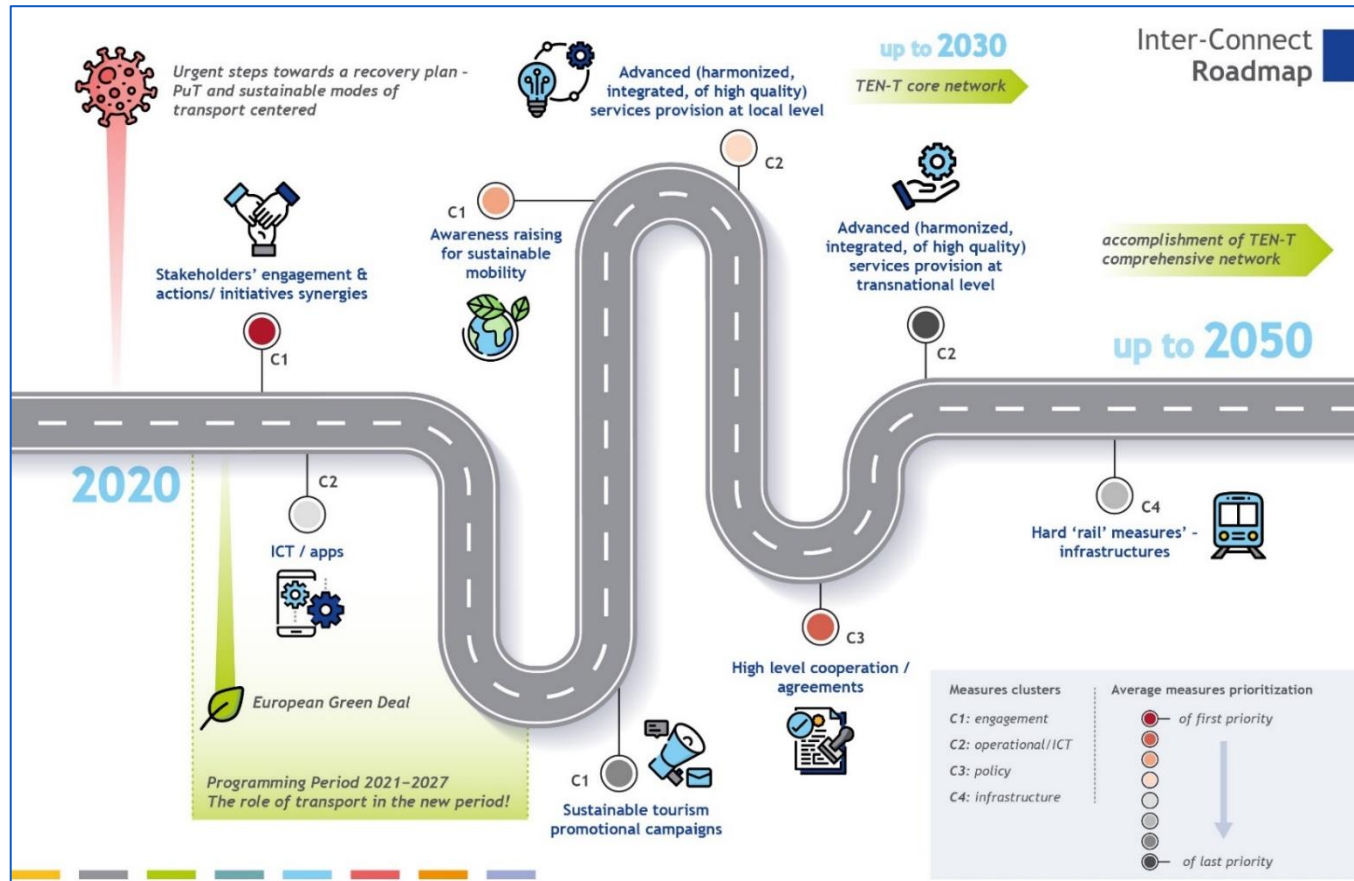 Inter-Connect
Roadmap
Urgent steps towards a recovery plan -
PuT and sustainable modes of
transport centered
Advanced (harmonized,
integrated, of high quality)
services provision at local level
C2
up to 2030
TEN-T core network
Stakeholders' engagement &
actions/ initiatives synergies
C1
C1
Awareness raising
for sustainable
mobility
Advanced (harmonized,
integrated, of high quality)
services provision at
transnational level
C2
accomplishment of TEN-T
comprehensive network
up to 2050
2020
C2
ICT / apps
European Green Deal
Programming Period 2021–2027
The role of transport in the new period!
C1
Sustainable tourism
promotional campaigns
C3
High level cooperation /
agreements
C4
Hard ‘rail’ measures’ –
infrastructures
Measures clusters
C1: engagement
C2: operational/ICT
C3: policy
C4: infrastructure
Average measures prioritization
of first priority
of last priority